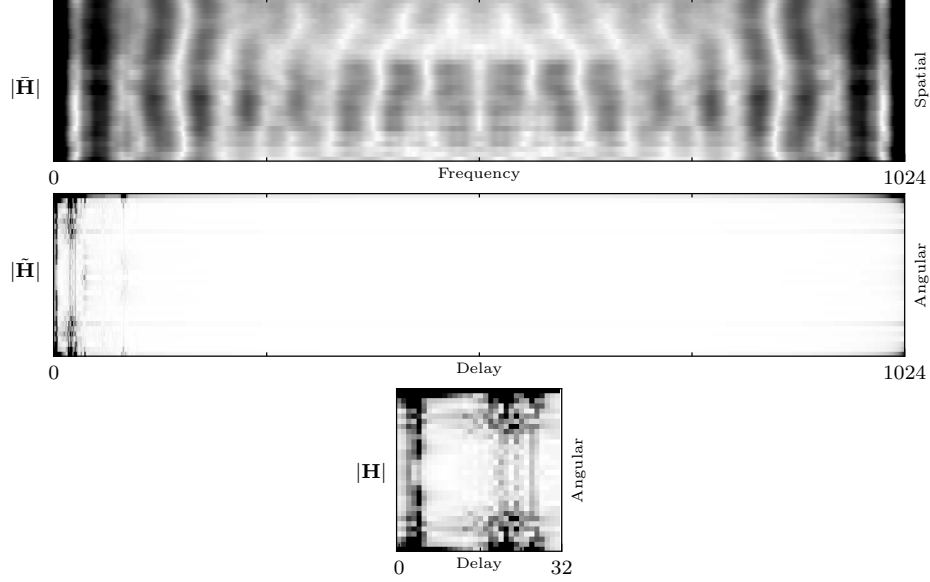 |H̄|
Spatial
0
Frequency
1024
|H̃|
Angular
0
Delay
1024
|H|
Angular
0
Delay
32